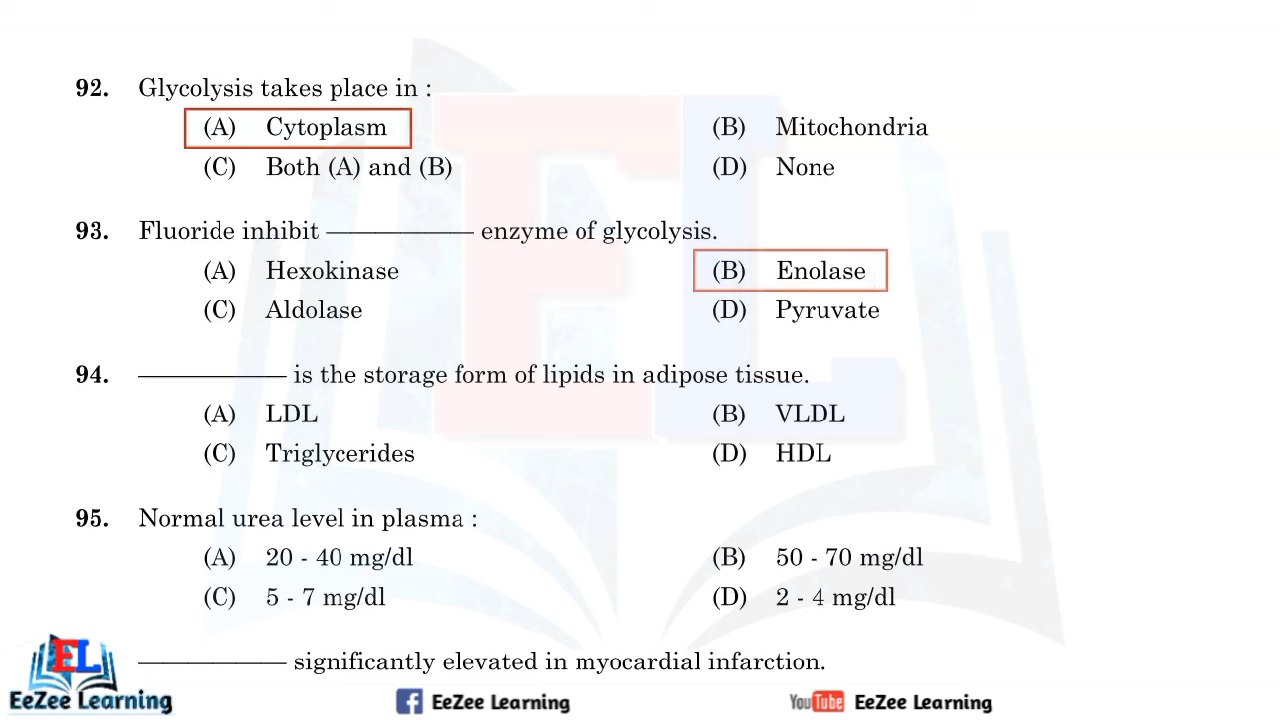 92. Glycolysis takes place in :
(A) Cytoplasm (B) Mitochondria
(C) Both (A) and (B) (D) None
93. Fluoride inhibit ____________ enzyme of glycolysis.
(A) Hexokinase (B) Enolase
(C) Aldolase (D) Pyruvate
94. ____________ is the storage form of lipids in adipose tissue.
(A) LDL (B) VLDL
(C) Triglycerides (D) HDL
95. Normal urea level in plasma :
(A) 20 - 40 mg/dl (B) 50 - 70 mg/dl
(C) 5 - 7 mg/dl (D) 2 - 4 mg/dl
____________ significantly elevated in myocardial infarction.
EL
EeZee Learning
f EeZee Learning
YouTube EeZee Learning